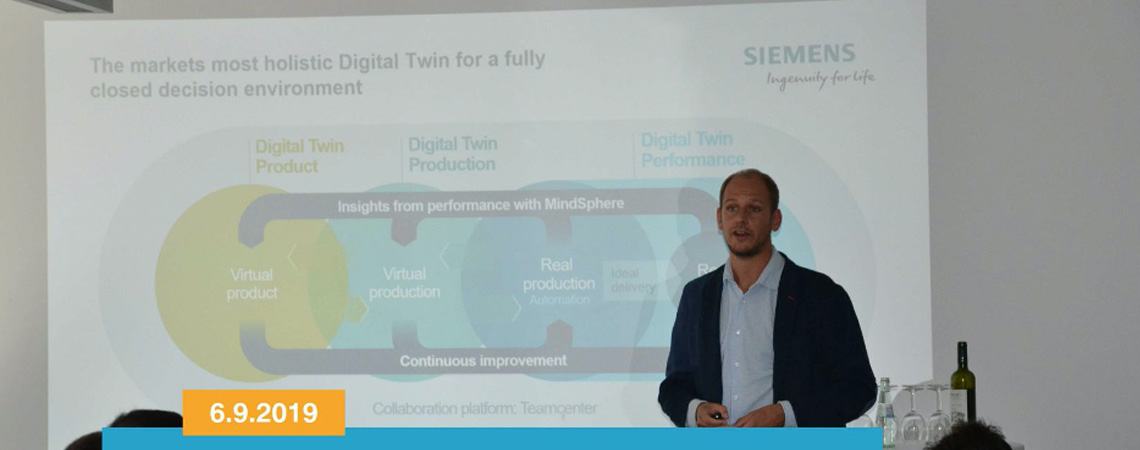 The markets most holistic Digital Twin for a fully
closed decision environment
SIEMENS
Ingenuity for life
Digital Twin
Product
Digital Twin
Production
Digital Twin
Performance
Insights from performance with MindSphere
Virtual
product
Virtual
production
Real
production
Automation
Ideal
delivery
Continuous improvement
Collaboration platform: Teamcenter
6.9.2019